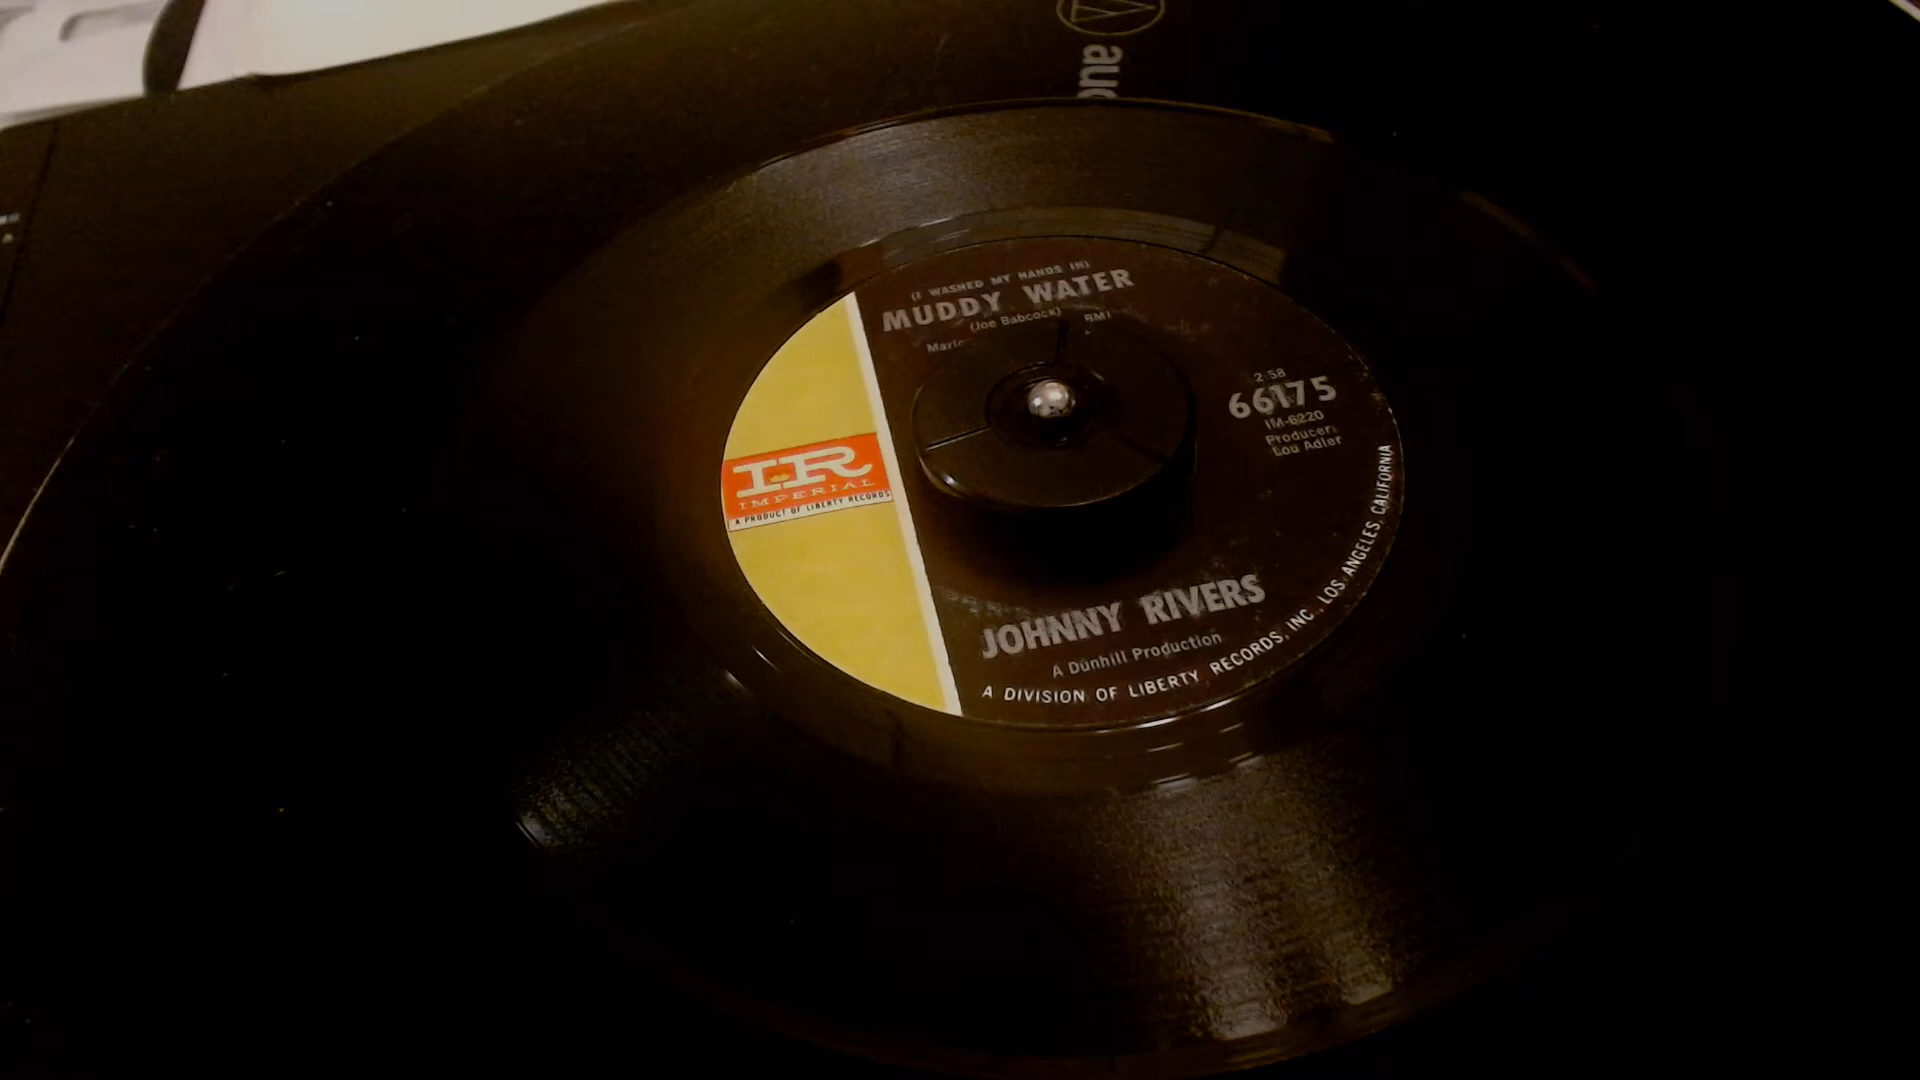 (I WASHED MY HANDS IN)
MUDDY WATER
(Joe Babcock) BMI
2:58
66175
IM-6220
Producer:
Lou Adler
IR
IMPERIAL
A PRODUCT OF LIBERTY RECORDS
JOHNNY RIVERS
A Dunhill Production
A DIVISION OF LIBERTY RECORDS, INC., LOS ANGELES, CALIFORNIA